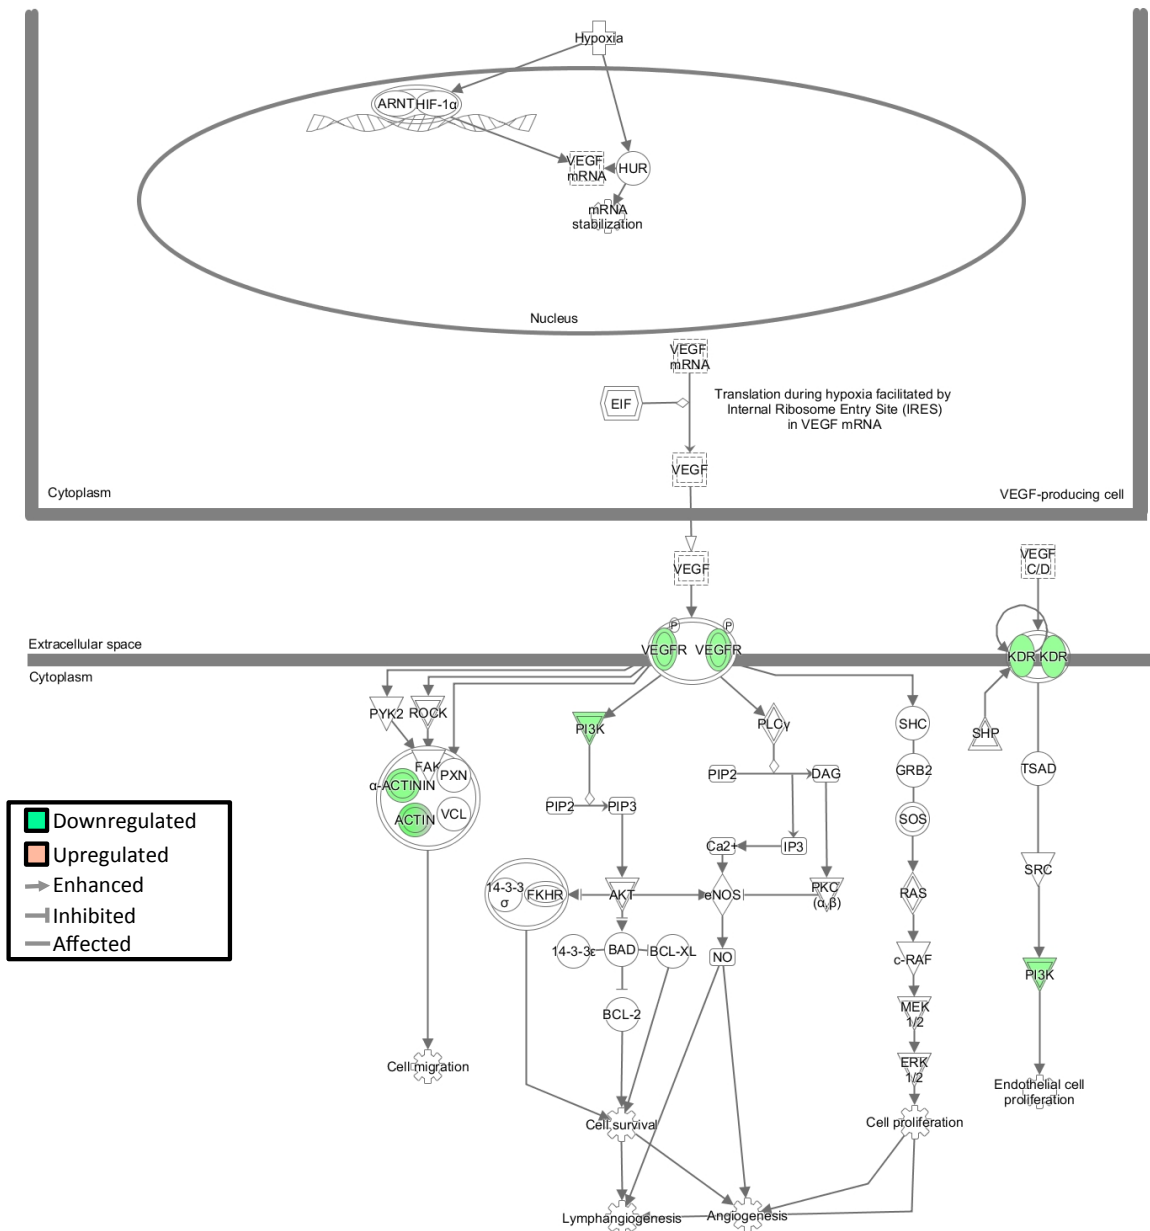 Hypoxia
ARNT
HIF-1α
VEGF
mRNA
HUR
mRNA
stabilization
Nucleus
VEGF
mRNA
EIF
Translation during hypoxia facilitated by
Internal Ribosome Entry Site (IRES)
in VEGF mRNA
VEGF
Cytoplasm
VEGF-producing cell
VEGF
VEGF
C/D
P
P
Extracellular space
VEGFR
VEGFR
KDR
KDR
Cytoplasm
PYK2
ROCK
PI3K
PLCγ
SHC
SHP
FAK
PXN
α-ACTININ
ACTIN
VCL
PIP2
DAG
GRB2
TSAD
PIP2
PIP3
SOS
Ca2+
IP3
Downregulated
Upregulated
Enhanced
Inhibited
Affected
14-3-3
σ
FKHR
AKT
eNOS
PKC
(α,β)
RAS
SRC
14-3-3ε
BAD
BCL-XL
NO
c-RAF
PI3K
BCL-2
MEK
1/2
Cell migration
ERK
1/2
Endothelial cell
proliferation
Cell survival
Cell proliferation
Lymphangiogenesis
Angiogenesis